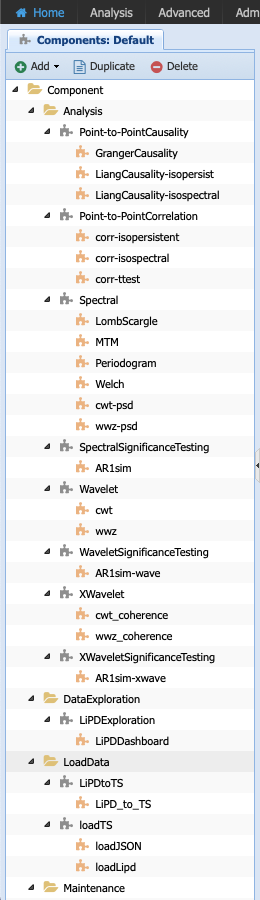 Home Analysis Advanced Adm
Components: Default
Add Duplicate Delete
Component
Analysis
Point-to-PointCausality
GrangerCausality
LiangCausality-isopersist
LiangCausality-isospectral
Point-to-PointCorrelation
corr-isopersistent
corr-isospectral
corr-ttest
Spectral
LombScargle
MTM
Periodogram
Welch
cwt-psd
wwz-psd
SpectralSignificanceTesting
AR1sim
Wavelet
cwt
wwz
WaveletSignificanceTesting
AR1sim-wave
XWavelet
cwt_coherence
wwz_coherence
XWaveletSignificanceTesting
AR1sim-xwave
DataExploration
LiPDExploration
LiPDDashboard
LoadData
LiPDtoTS
LiPD_to_TS
loadTS
loadJSON
loadLipd
Maintenance